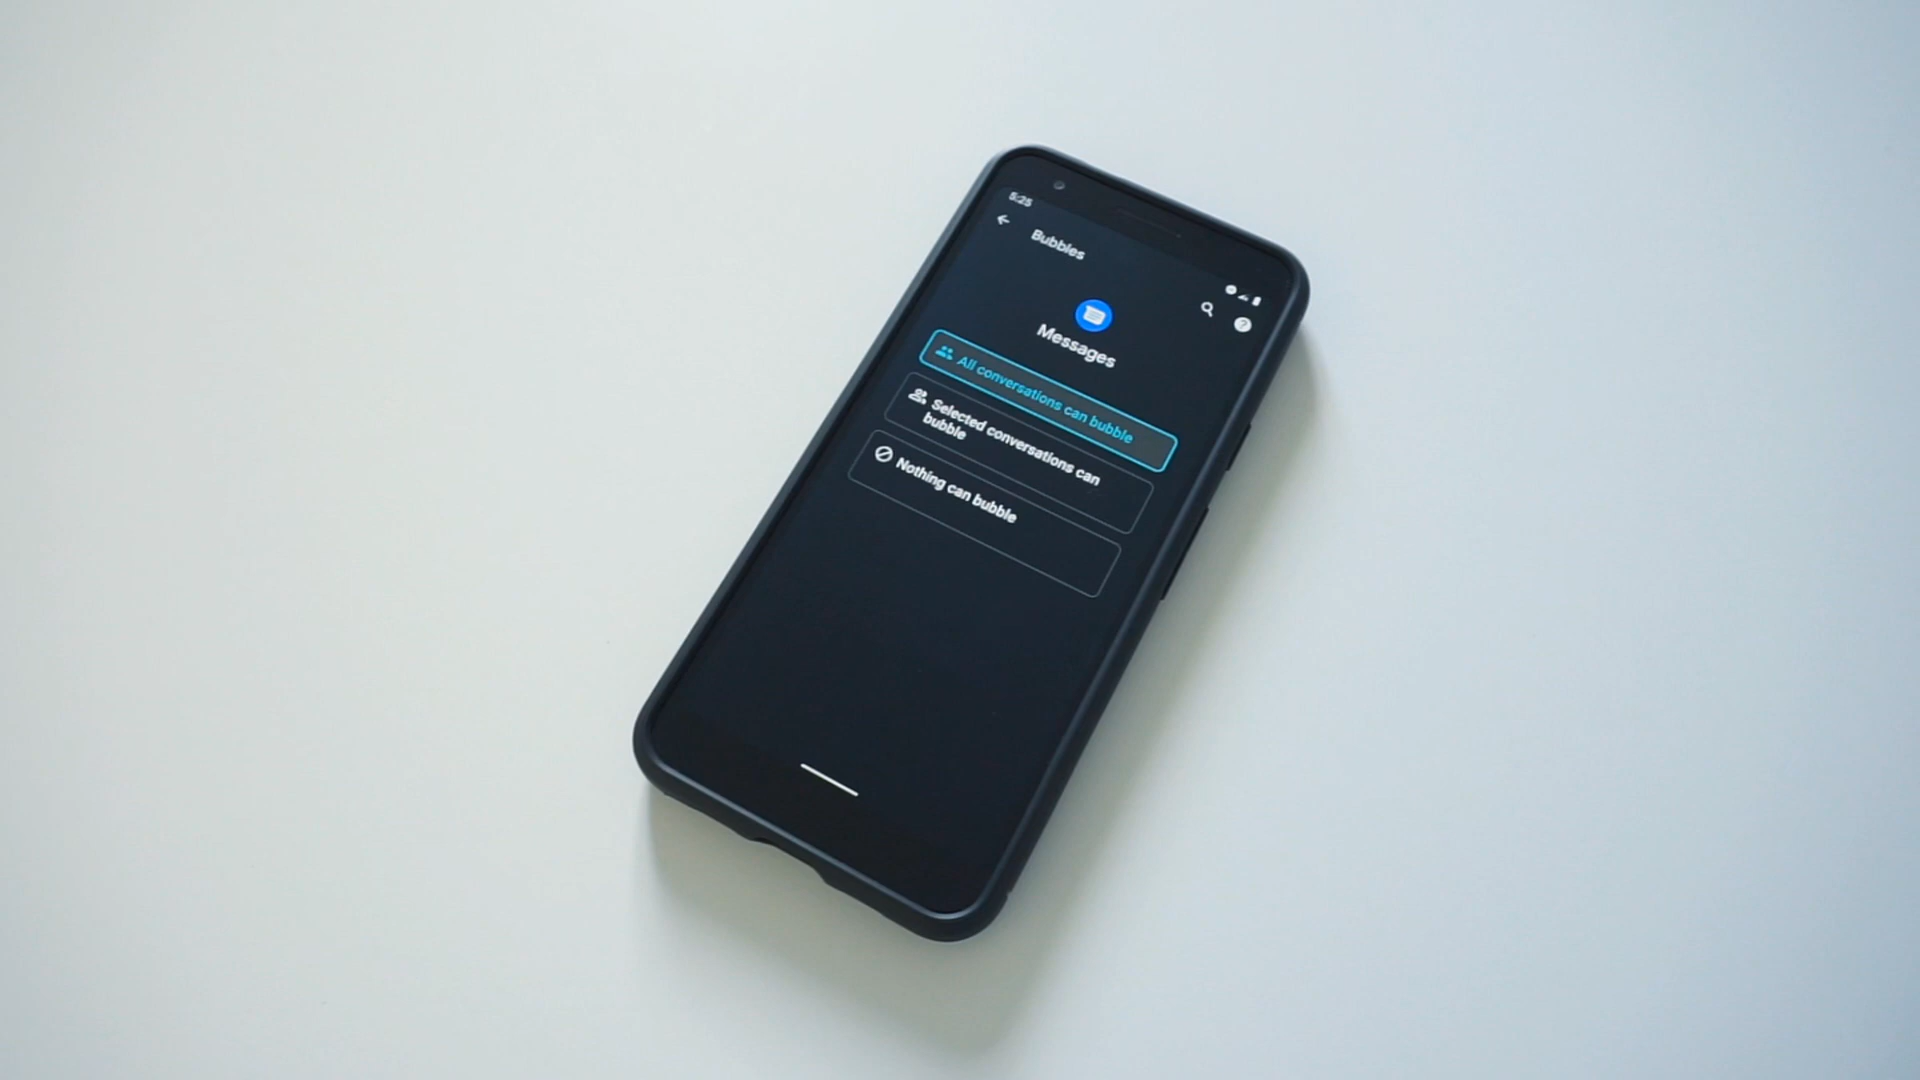 5:25
Bubbles
Messages
All conversations can bubble
Selected conversations can
bubble
Nothing can bubble